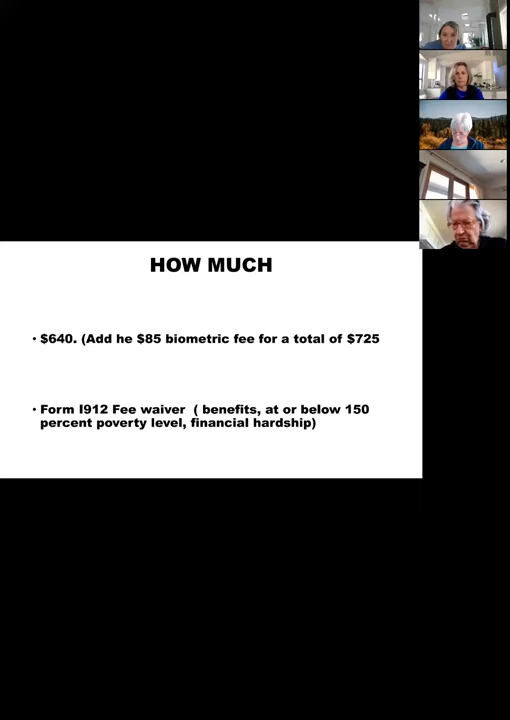 HOW MUCH
• $640. (Add he $85 biometric fee for a total of $725
• Form I912 Fee waiver ( benefits, at or below 150
percent poverty level, financial hardship)